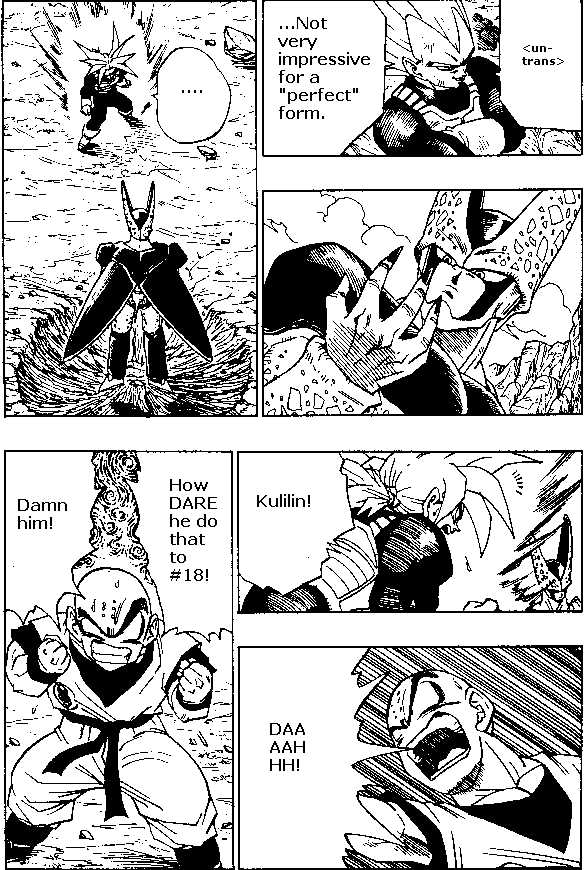 <un-
trans>
...Not
very
impressive
for a
"perfect"
form.
....
Kulilin!
How
DARE
he do
that
to
#18!
Damn
him!
DAA
AAH
HH!